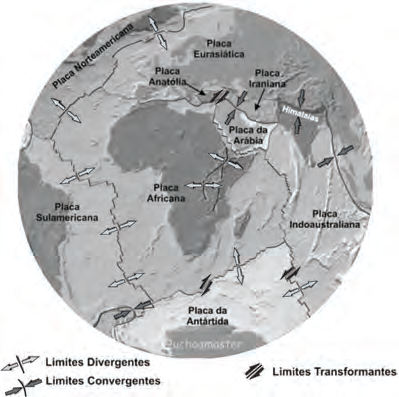 Placa Norteamericana
Placa
Eurasiática
Placa
Anatólia
Placa
Iraniana
Himalaias
Placa da
Arábia
Placa
Africana
Placa
Sulamericana
Placa
Indoaustraliana
Placa da
Antártida
Limites Divergentes
Limites Convergentes
Limites Transformantes